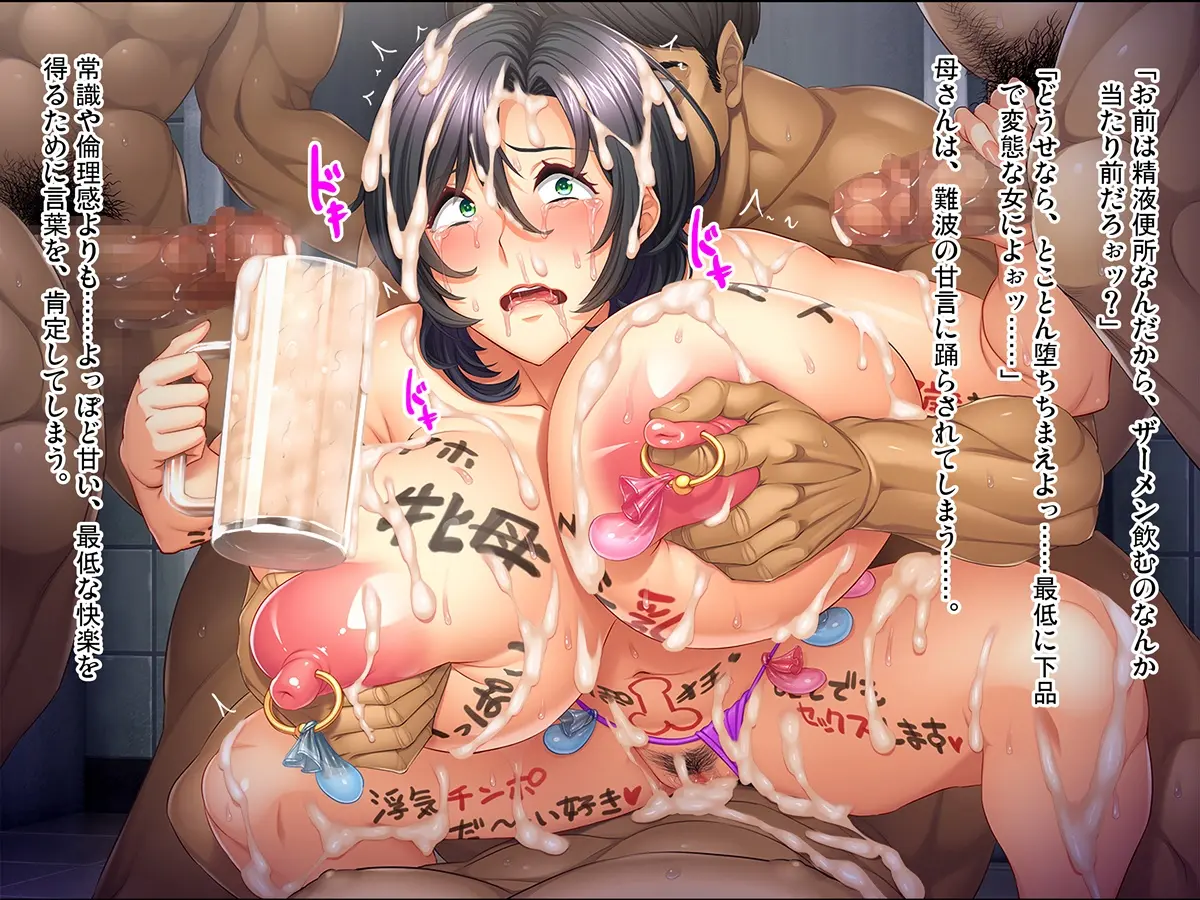 「お前は精液便所なんだから、ザーメン飲むのなんか
当たり前だろぉッ？」
「どうせなら、とことん堕ちちまえよっ……最低に下品
で変態な女によぉッ……」
母さんは、難波の甘言に踊らされてしまう……。
常識や倫理感よりも……よっぽど甘い、最低な快楽を
得るために言葉を、肯定してしまう。
ドキ
ドキ
ドキ
牝母
浮気チンポ
だ～い好き♥
セックスします♥